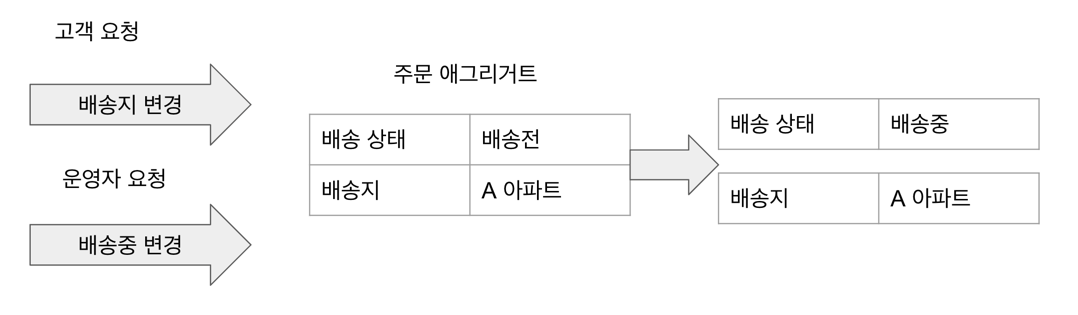 고객 요청
배송지 변경
운영자 요청
배송중 변경
주문 애그리거트
배송 상태 배송전
배송지 A 아파트
배송 상태 배송중
배송지 A 아파트